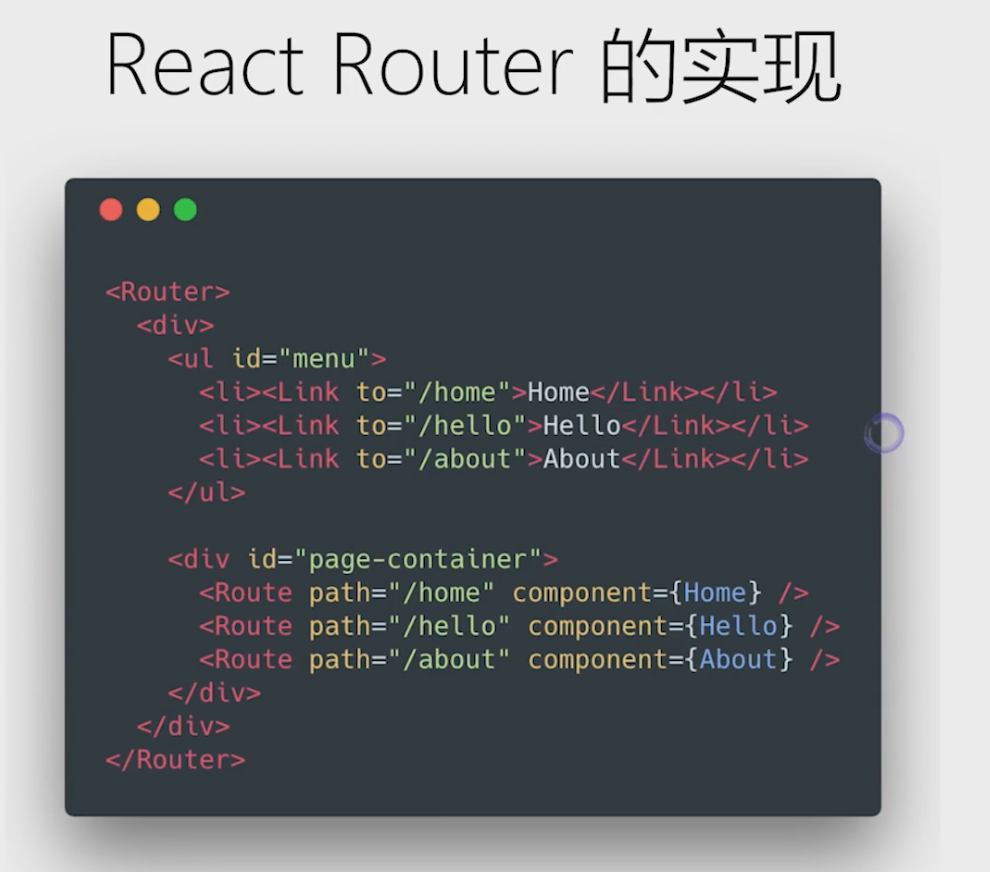 React Router 的实现
<Router>
  <div>
    <ul id="menu">
      <li><Link to="/home">Home</Link></li>
      <li><Link to="/hello">Hello</Link></li>
      <li><Link to="/about">About</Link></li>
    </ul>

    <div id="page-container">
      <Route path="/home" component={Home} />
      <Route path="/hello" component={Hello} />
      <Route path="/about" component={About} />
    </div>
  </div>
</Router>